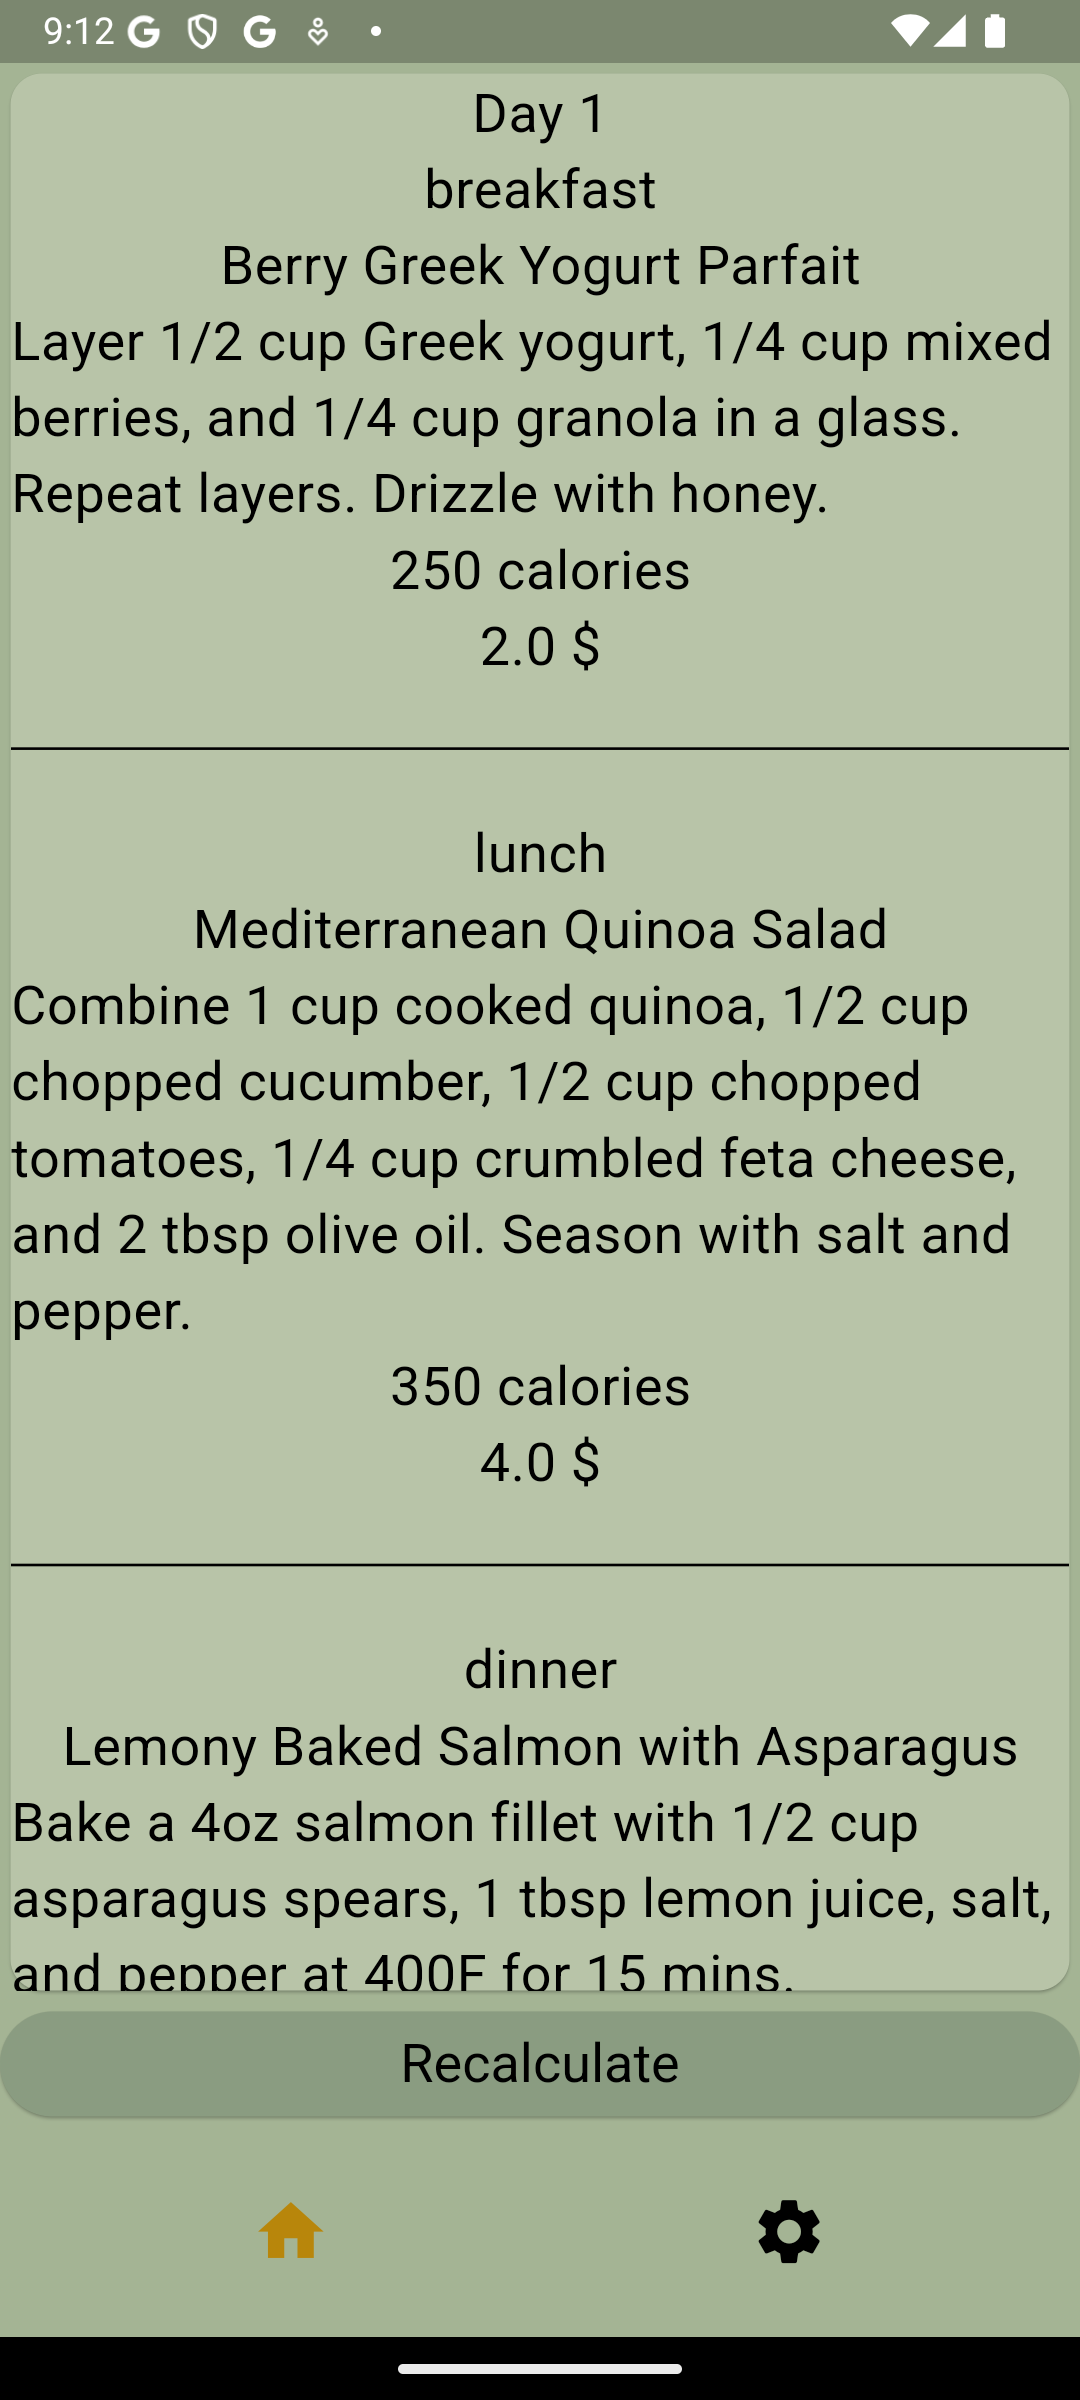 9:12
Day 1
breakfast
Berry Greek Yogurt Parfait
Layer 1/2 cup Greek yogurt, 1/4 cup mixed
berries, and 1/4 cup granola in a glass.
Repeat layers. Drizzle with honey.
250 calories
2.0 $
lunch
Mediterranean Quinoa Salad
Combine 1 cup cooked quinoa, 1/2 cup
chopped cucumber, 1/2 cup chopped
tomatoes, 1/4 cup crumbled feta cheese,
and 2 tbsp olive oil. Season with salt and
pepper.
350 calories
4.0 $
dinner
Lemony Baked Salmon with Asparagus
Bake a 4oz salmon fillet with 1/2 cup
asparagus spears, 1 tbsp lemon juice, salt,
and pepper at 400F for 15 mins.
Recalculate